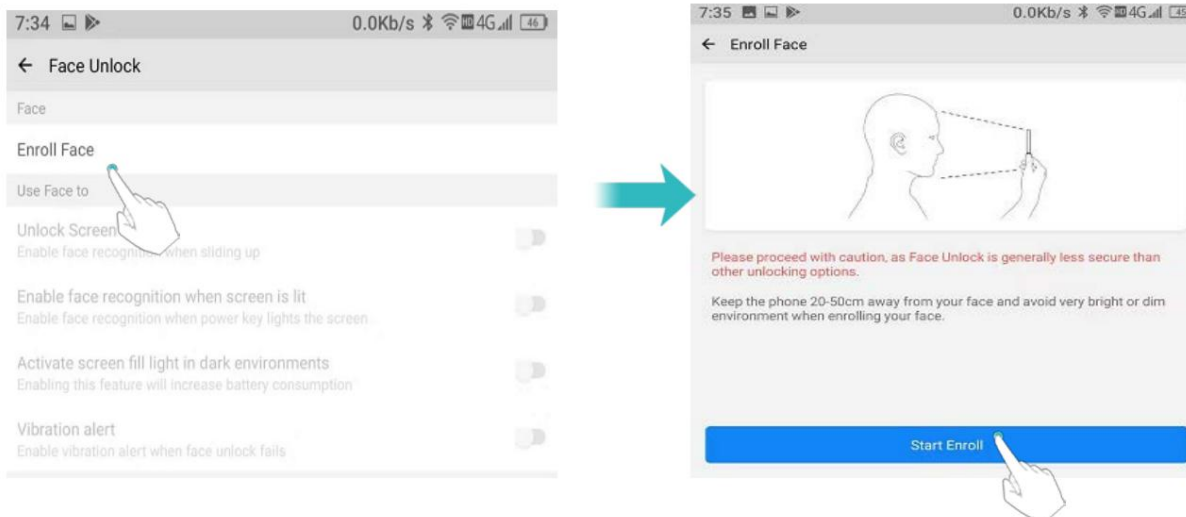 7:34
0.0Kb/s HD 4G 46
Face Unlock
Face
Enroll Face
Use Face to
Unlock Screen
Enable face recognition when sliding up
Enable face recognition when screen is lit
Enable face recognition when power key lights the screen
Activate screen fill light in dark environments
Enabling this feature will increase battery consumption
Vibration alert
Enable vibration alert when face unlock fails
7:35
0.0Kb/s HD 4G 45
Enroll Face
Please proceed with caution, as Face Unlock is generally less secure than
other unlocking options.
Keep the phone 20-50cm away from your face and avoid very bright or dim
environment when enrolling your face.
Start Enroll